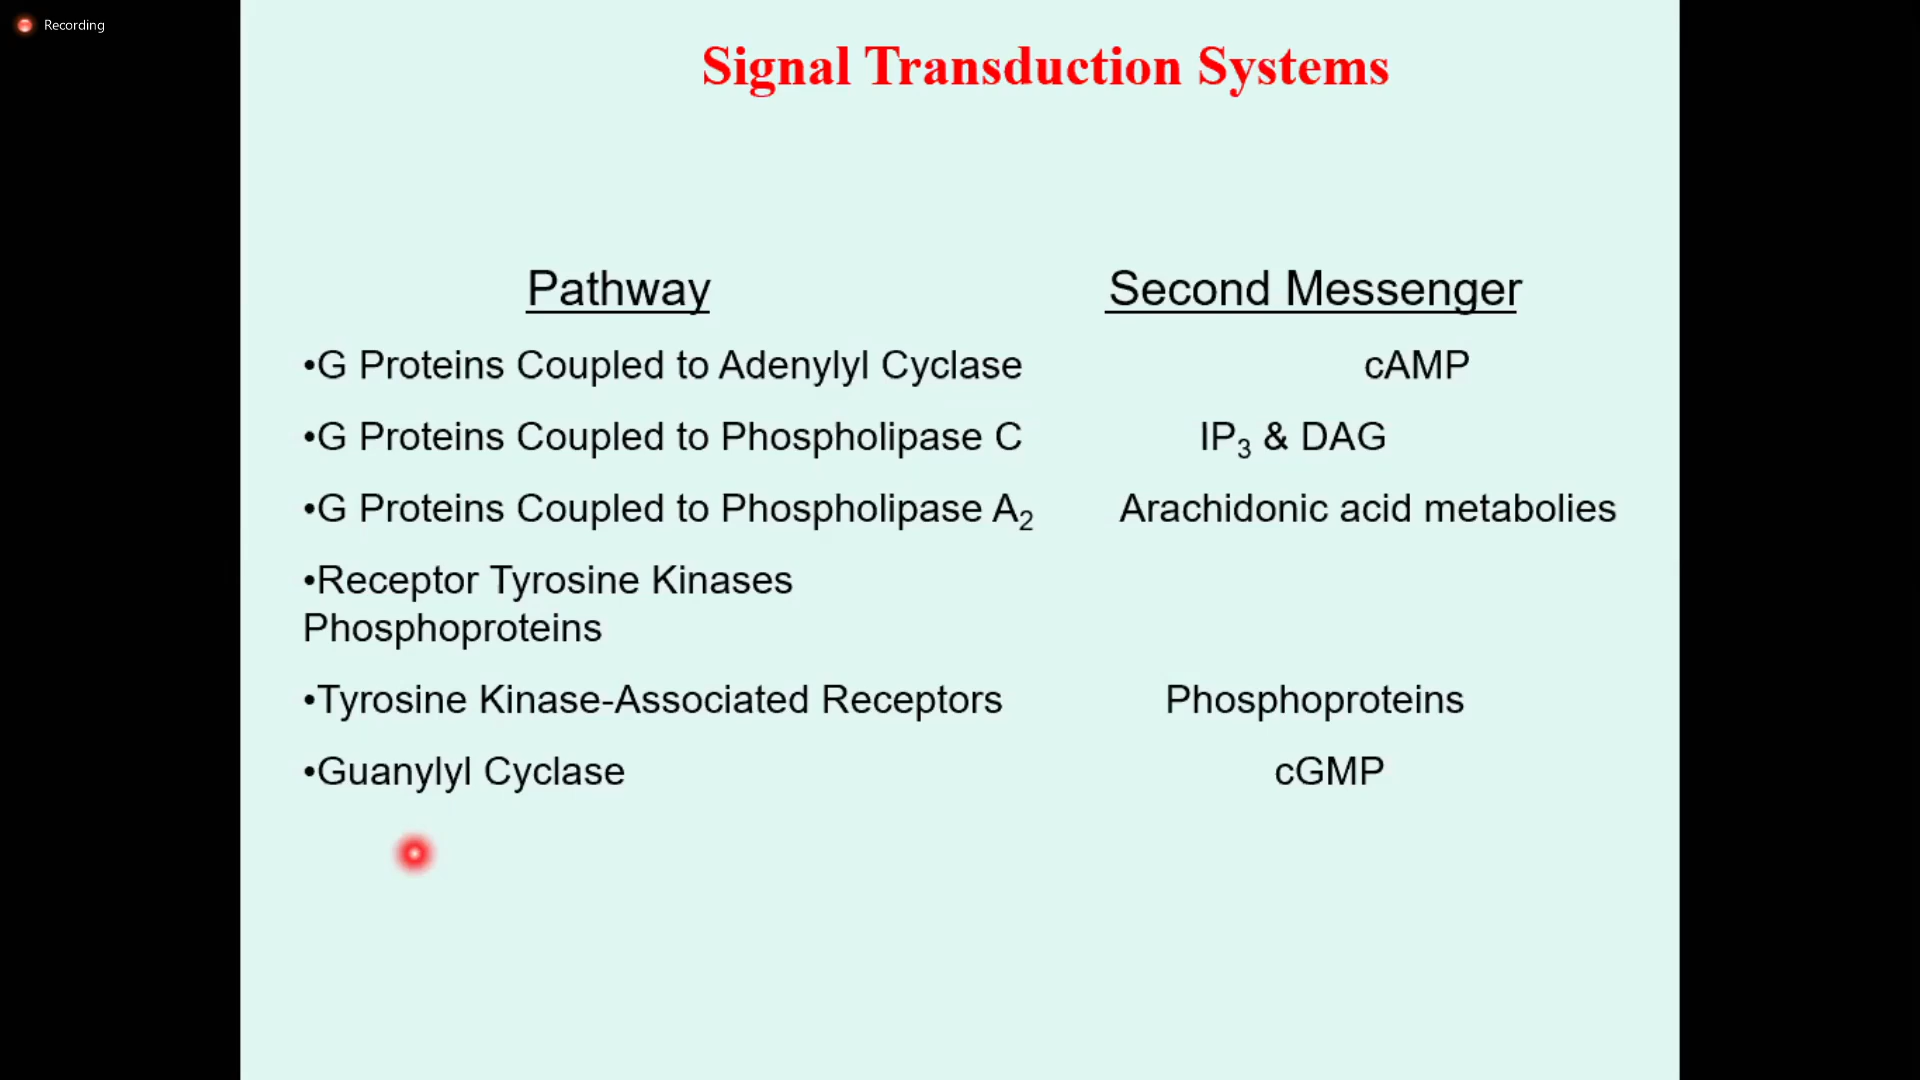 Recording
Signal Transduction Systems
Pathway Second Messenger
•G Proteins Coupled to Adenylyl Cyclase cAMP
•G Proteins Coupled to Phospholipase C IP₃ & DAG
•G Proteins Coupled to Phospholipase A₂ Arachidonic acid metabolies
•Receptor Tyrosine Kinases
Phosphoproteins
•Tyrosine Kinase-Associated Receptors Phosphoproteins
•Guanylyl Cyclase cGMP